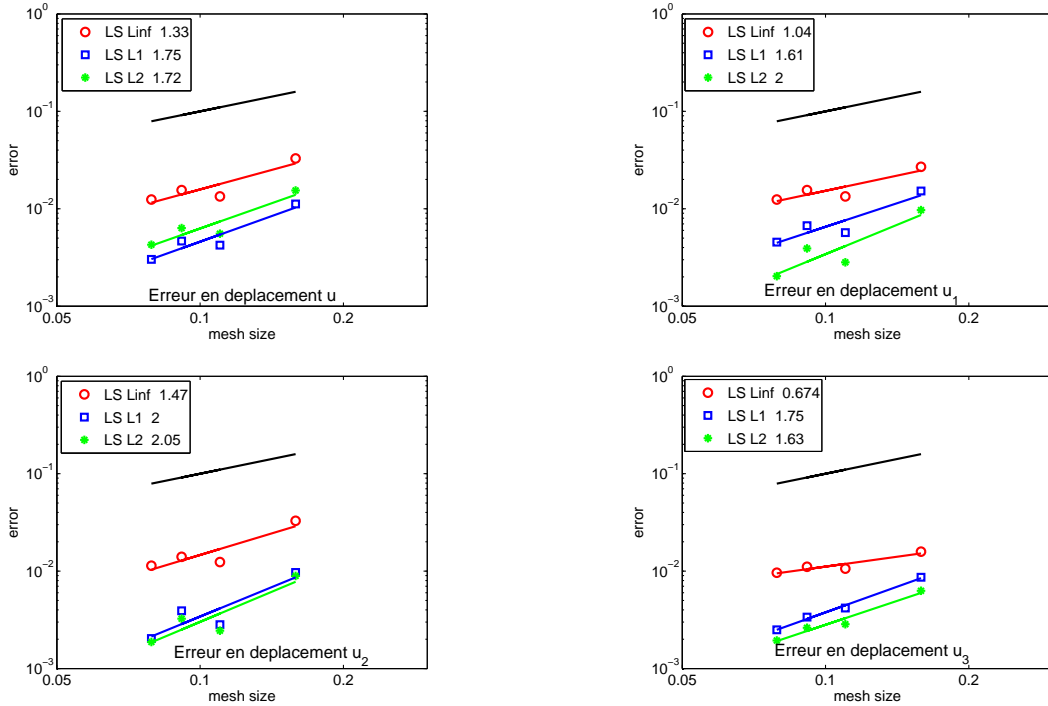 10^0
10^-1
10^-2
10^-3
error
LS Linf 1.33
LS L1 1.75
LS L2 1.72
Erreur en deplacement u
0.05
0.1
0.2
mesh size
10^0
10^-1
10^-2
10^-3
error
LS Linf 1.04
LS L1 1.61
LS L2 2
Erreur en deplacement u_1
0.05
0.1
0.2
mesh size
10^0
10^-1
10^-2
10^-3
error
LS Linf 1.47
LS L1 2
LS L2 2.05
Erreur en deplacement u_2
0.05
0.1
0.2
mesh size
10^0
10^-1
10^-2
10^-3
error
LS Linf 0.674
LS L1 1.75
LS L2 1.63
Erreur en deplacement u_3
0.05
0.1
0.2
mesh size